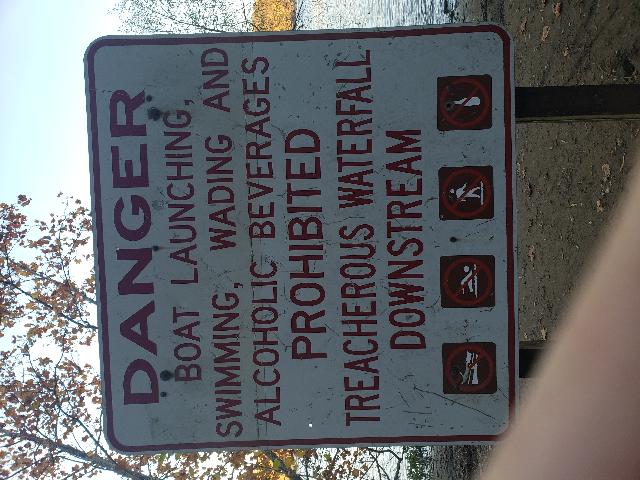 DANGER
BOAT LAUNCHING,
SWIMMING, WADING AND
ALCOHOLIC BEVERAGES
PROHIBITED
TREACHEROUS WATERFALL
DOWNSTREAM